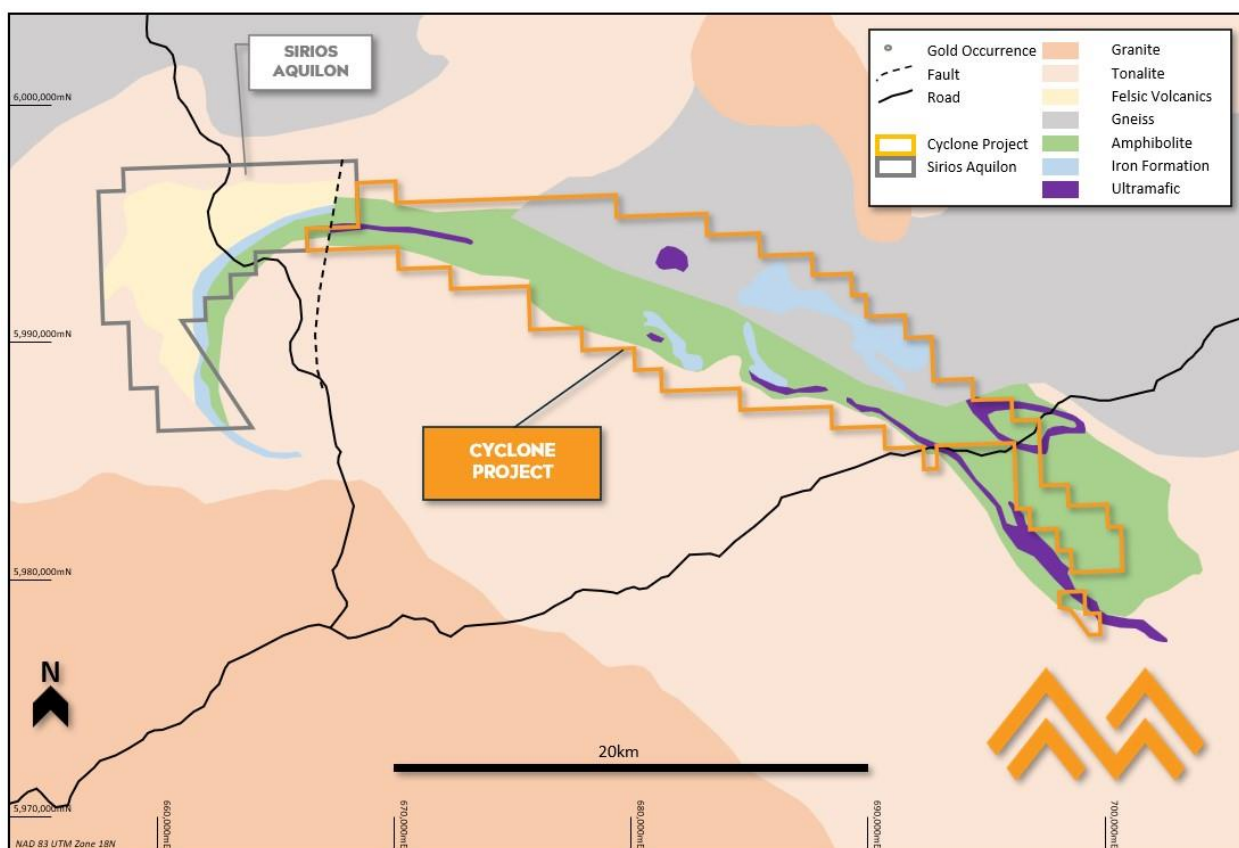 SIRIOS
AQUILON
Gold Occurrence
Fault
Road
Cyclone Project
Sirios Aquilon
Granite
Tonalite
Felsic Volcanics
Gneiss
Amphibolite
Iron Formation
Ultramafic
6,000,000mN
5,990,000mN
CYCLONE
PROJECT
5,980,000mN
N
20km
5,970,000mN
660,000mE
670,000mE
680,000mE
690,000mE
700,000mE
NAD 83 UTM Zone 18N